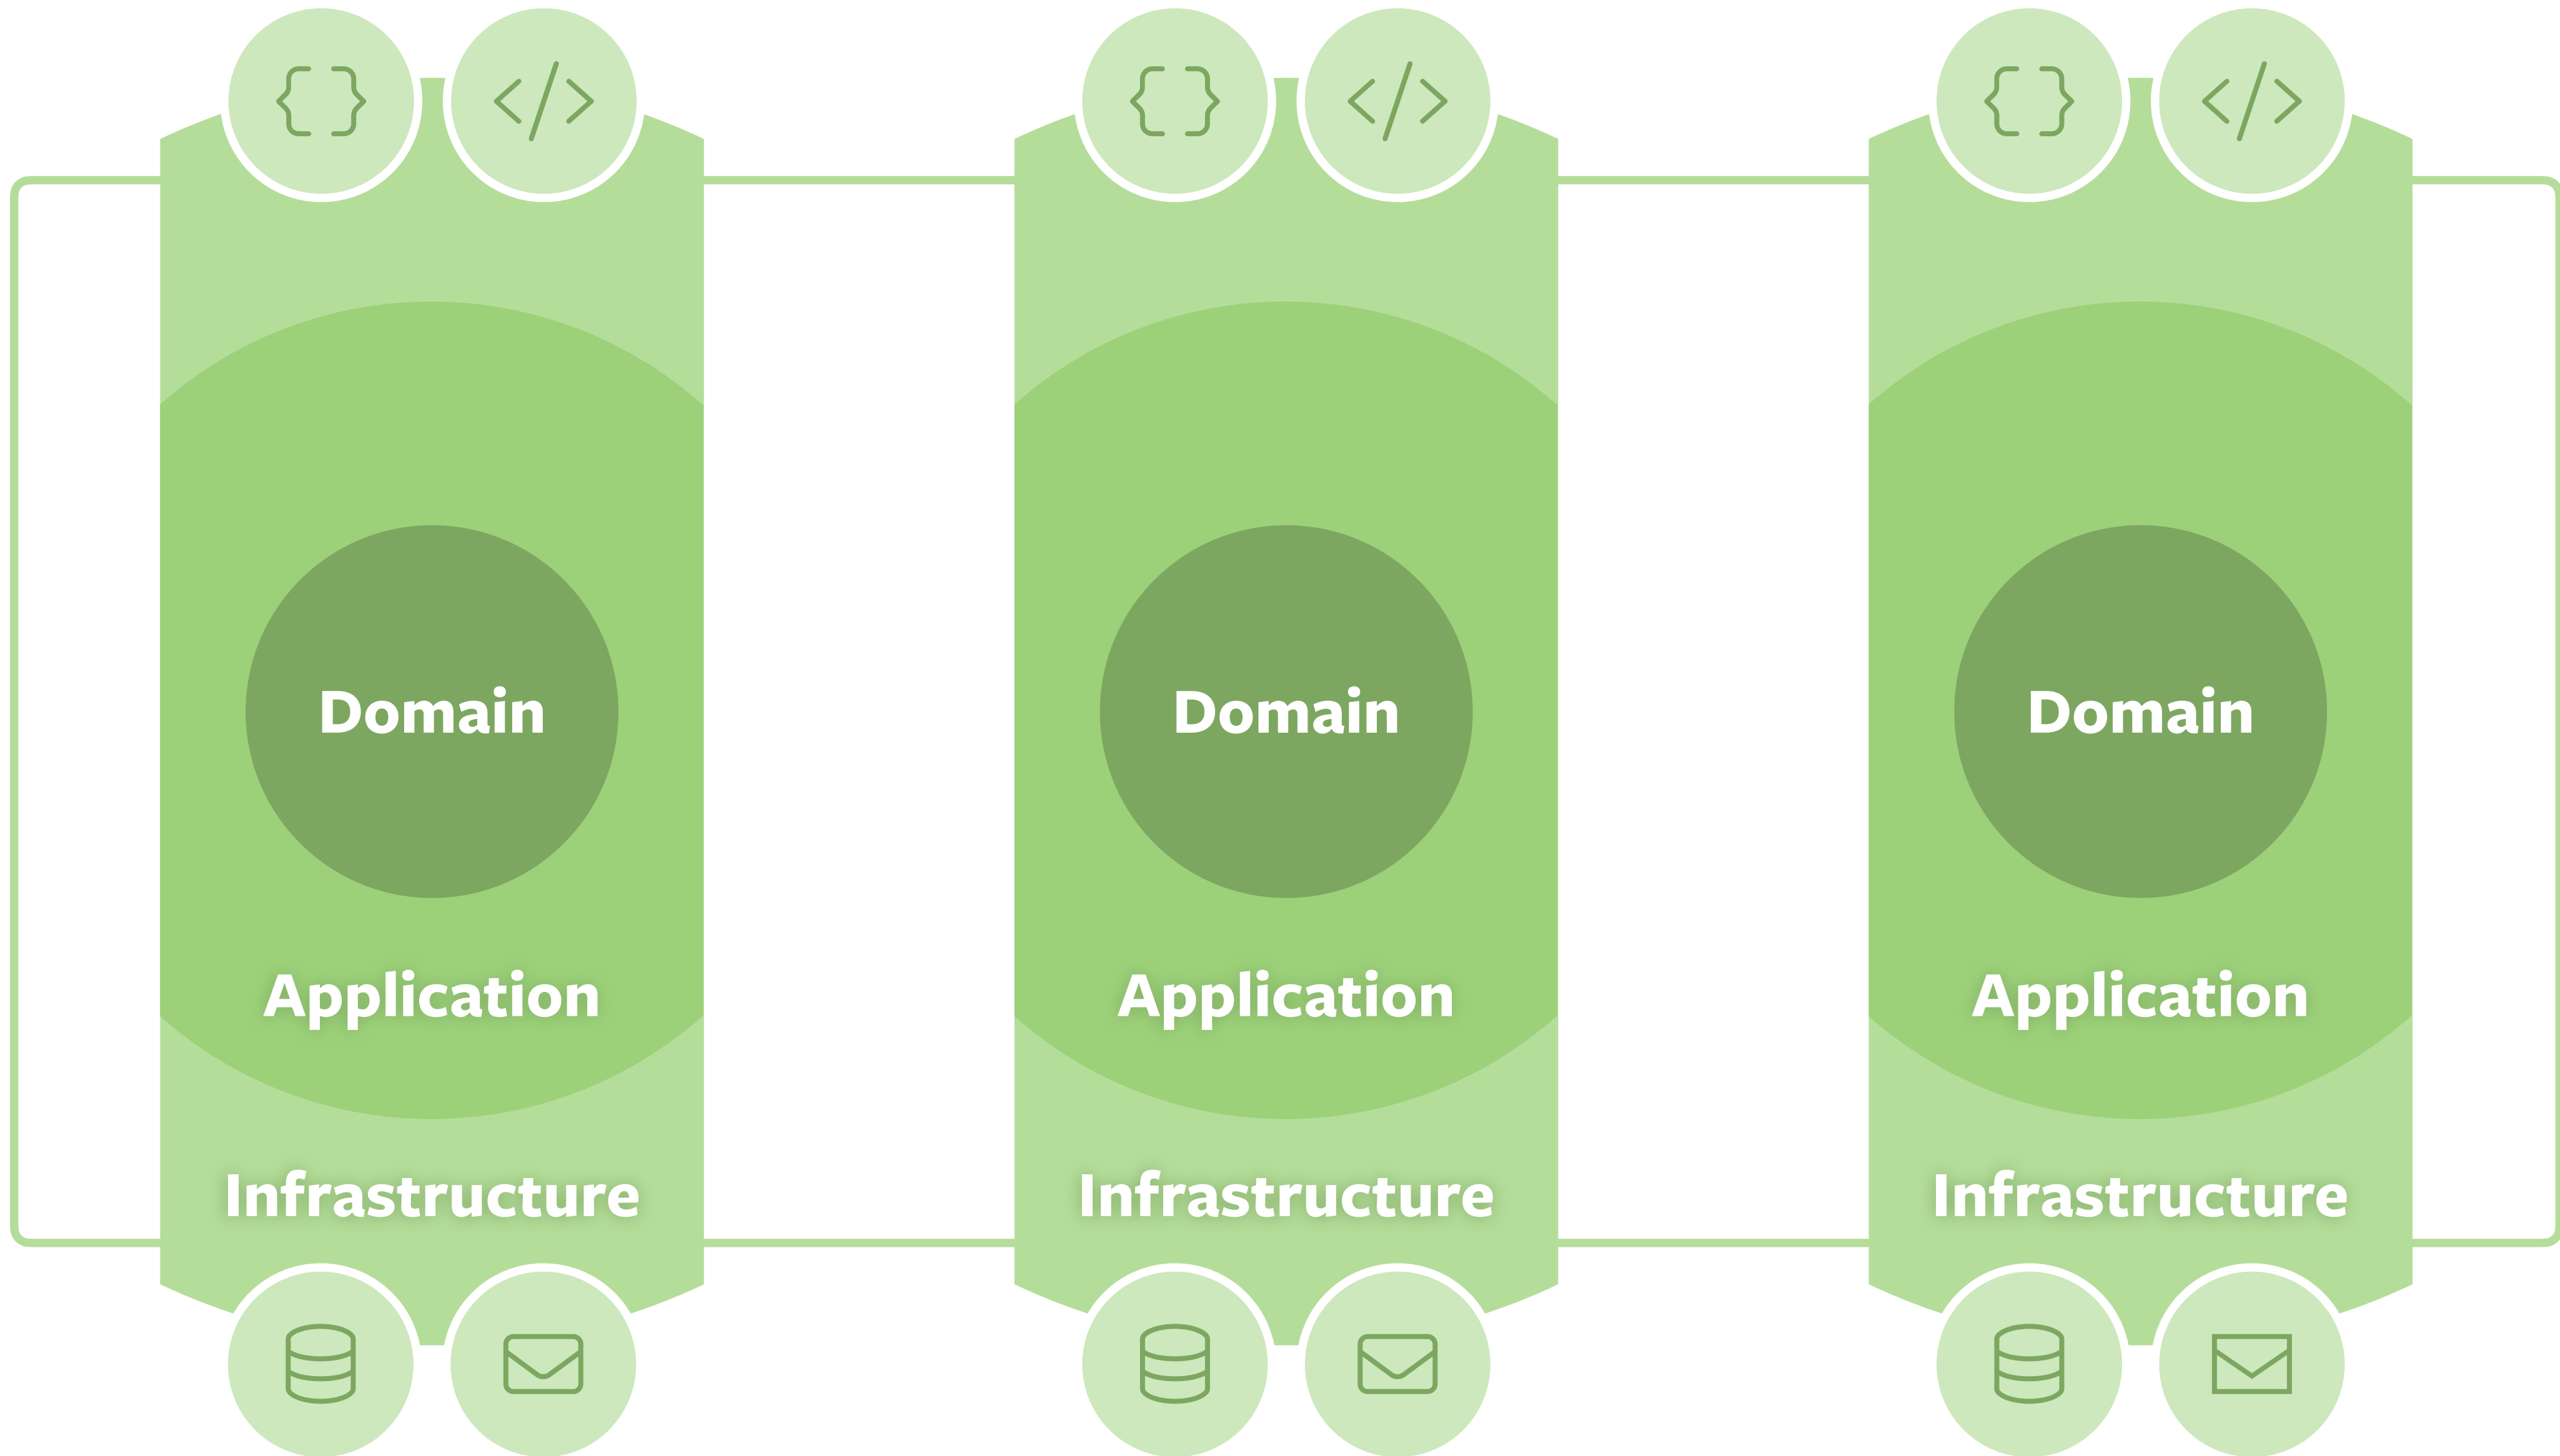 Domain
Application
Infrastructure
Domain
Application
Infrastructure
Domain
Application
Infrastructure